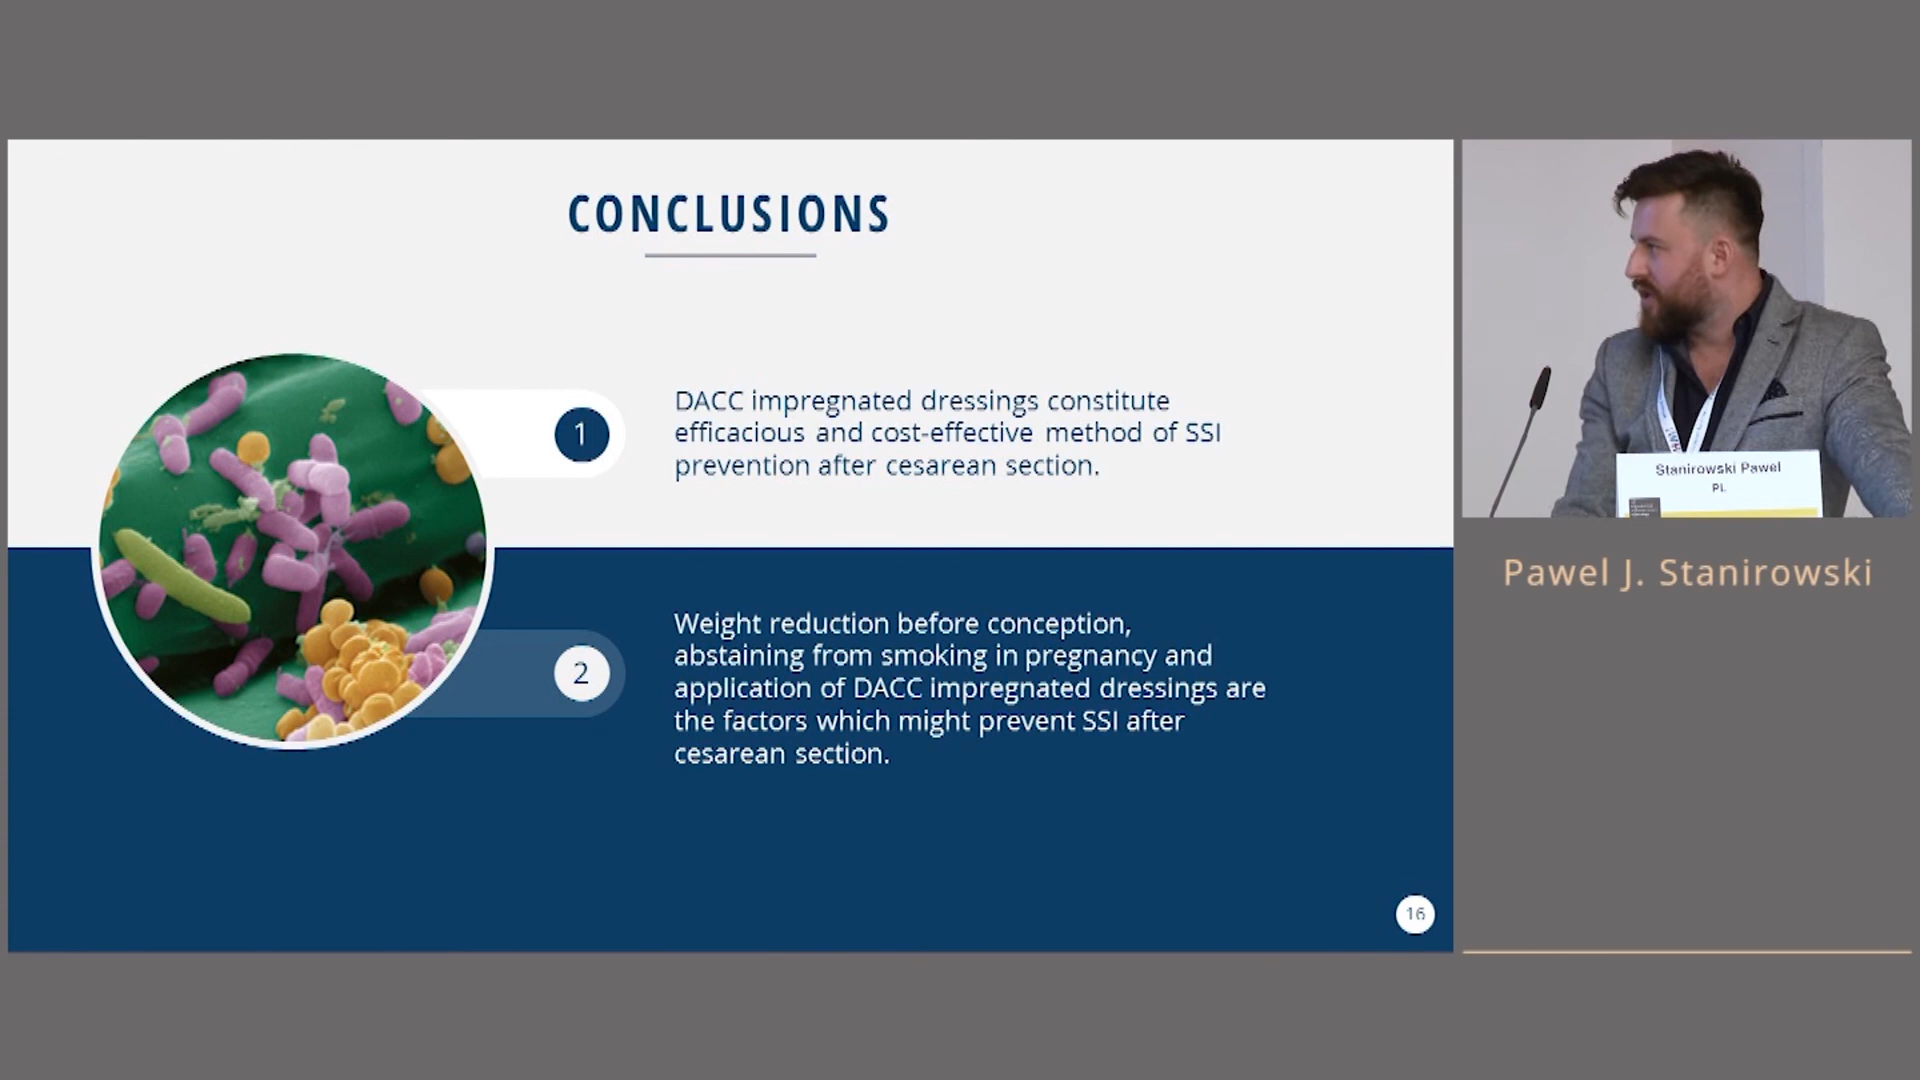 CONCLUSIONS
1
DACC impregnated dressings constitute
efficacious and cost-effective method of SSI
prevention after cesarean section.
2
Weight reduction before conception,
abstaining from smoking in pregnancy and
application of DACC impregnated dressings are
the factors which might prevent SSI after
cesarean section.
16
Stanirowski Pawel
PL
Pawel J. Stanirowski